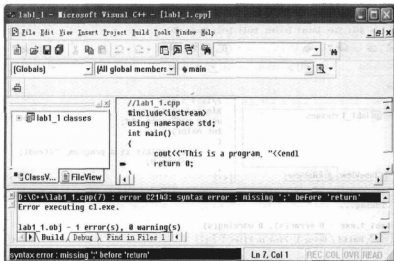 lab1_1 - Microsoft Visual C++ - [lab1_1.cpp]
File Edit View Insert Project Build Tools Window Help
[Globals] [All global members main
lab1_1 classes
//lab1_1.cpp
#include<iostream>
using namespace std;
int main()
{
cout<<"This is a program. "<<endl
return 0;
}
ClassV... FileView
D:\C++\lab1_1.cpp(7) : error C2143: syntax error : missing ';' before 'return'
Error executing cl.exe.
lab1_1.obj - 1 error(s), 0 warning(s)
Build Debug Find in Files 1
syntax error : missing ';' before 'return' Ln 7, Col 1 REC COL OVR READ